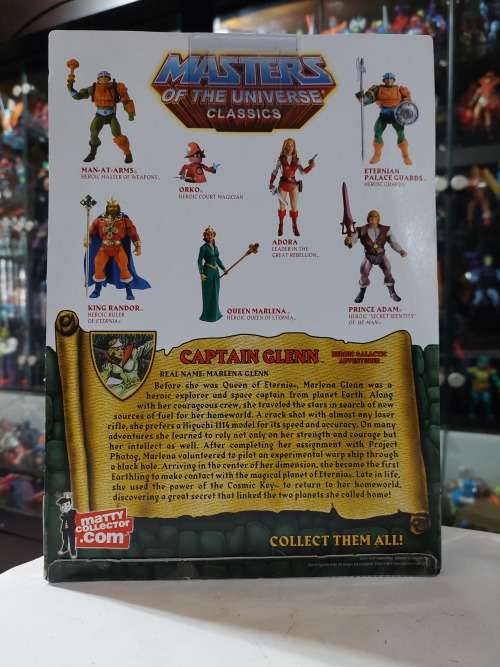 MASTERS
OF THE UNIVERSE
CLASSICS
MAN-AT-ARMS
HEROIC MASTER OF WEAPONS
ORKO
HEROIC COURT MAGICIAN
ADORA
LEADER IN THE
GREAT REBELLION
ETERNIAN
PALACE GUARDS
HEROIC GUARDS
KING RANDOR
HEROIC RULER
OF ETERNIA
QUEEN MARLENA
HEROIC QUEEN OF ETERNIA
PRINCE ADAM
HEROIC "SECRET IDENTITY"
OF HE-MAN
CAPTAIN GLENN
HEROIC GALACTIC
ADVENTURER
REAL NAME: MARLENA GLENN
Before she was Queen of Eternia®, Marlena Glenn was a
heroic explorer and space captain from planet Earth. Along
with her courageous crew, she traveled the stars in search of new
sources of fuel for her homeworld. A crack shot with almost any laser
rifle, she prefers a Higuchi 1114 model for its speed and accuracy. On many
adventures she learned to rely not only on her strength and courage but
her intellect as well. After completing her assignment with Project
Photog, Marlena volunteered to pilot an experimental warp ship through
a black hole. Arriving in the center of her dimension, she became the first
Earthling to make contact with the magical planet of Eternia®. Late in life,
she used the power of the Cosmic Key™ to return to her homeworld,
discovering a great secret that linked the two planets she called home!
MATTY
COLLECTOR
.COM
COLLECT THEM ALL!